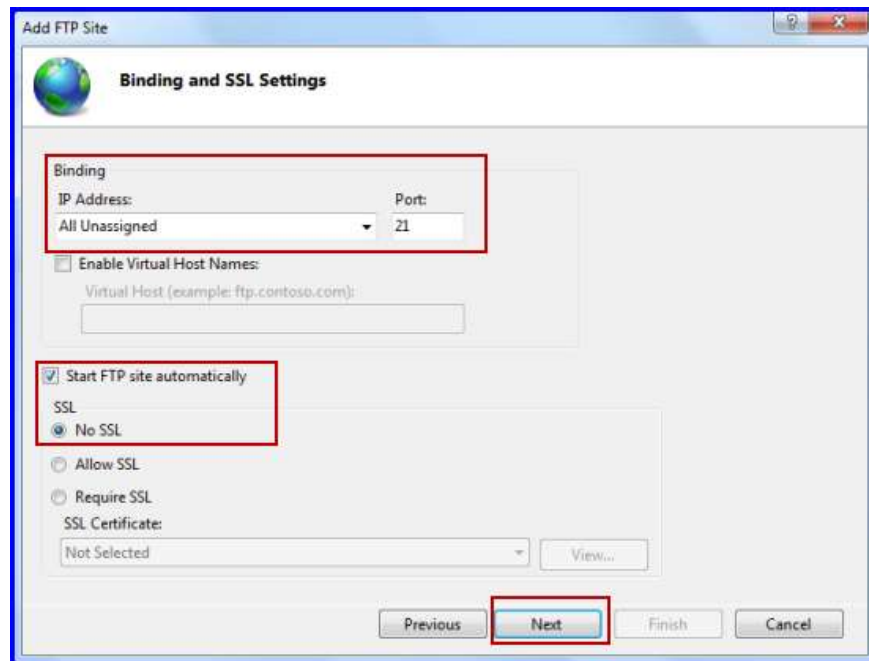 Add FTP Site
Binding and SSL Settings
Binding
IP Address: Port:
All Unassigned 21
Enable Virtual Host Names:
Virtual Host (example: ftp.contoso.com):
Start FTP site automatically
SSL
No SSL
Allow SSL
Require SSL
SSL Certificate:
Not Selected View...
Previous Next Finish Cancel